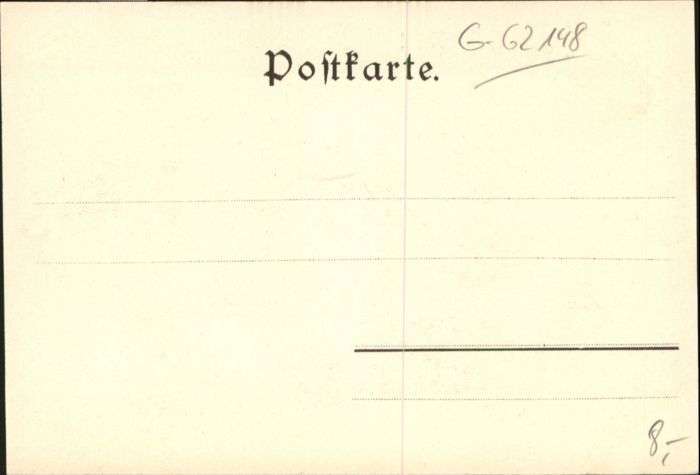 G-62148
Postkarte.
8,-